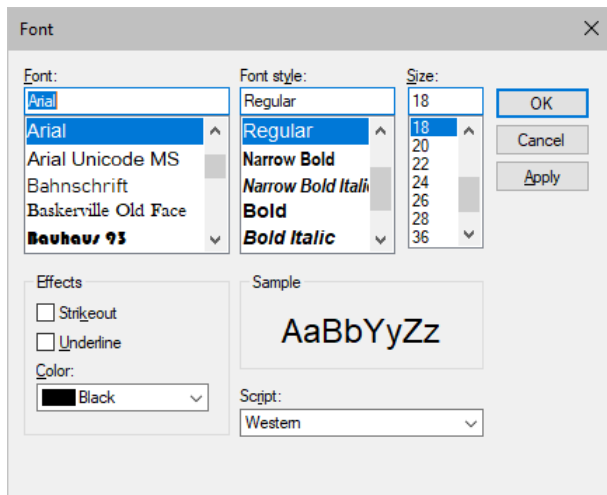 Font
Font:
Arial
Arial
Arial Unicode MS
Bahnschrift
Baskerville Old Face
Bauhaus 93
Font style:
Regular
Regular
Narrow Bold
Narrow Bold Itali
Bold
Bold Italic
Size:
18
18
20
22
24
26
28
36
OK
Cancel
Apply
Effects
Strikeout
Underline
Color:
Black
Sample
AaBbYyZz
Script:
Western